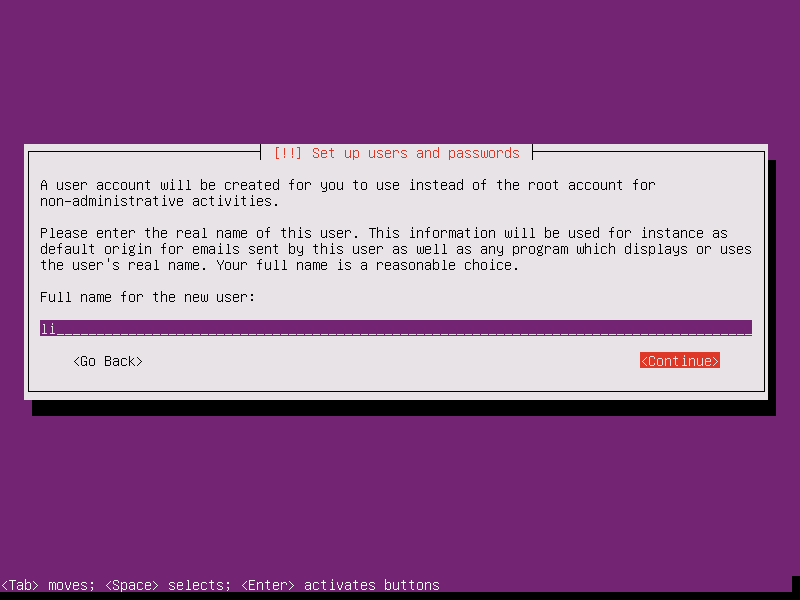 [!!] Set up users and passwords
A user account will be created for you to use instead of the root account for
non-administrative activities.
Please enter the real name of this user. This information will be used for instance as
default origin for emails sent by this user as well as any program which displays or uses
the user's real name. Your full name is a reasonable choice.
Full name for the new user:
li_______________________________________________________________________________________
<Go Back> <Continue>
<Tab> moves; <Space> selects; <Enter> activates buttons